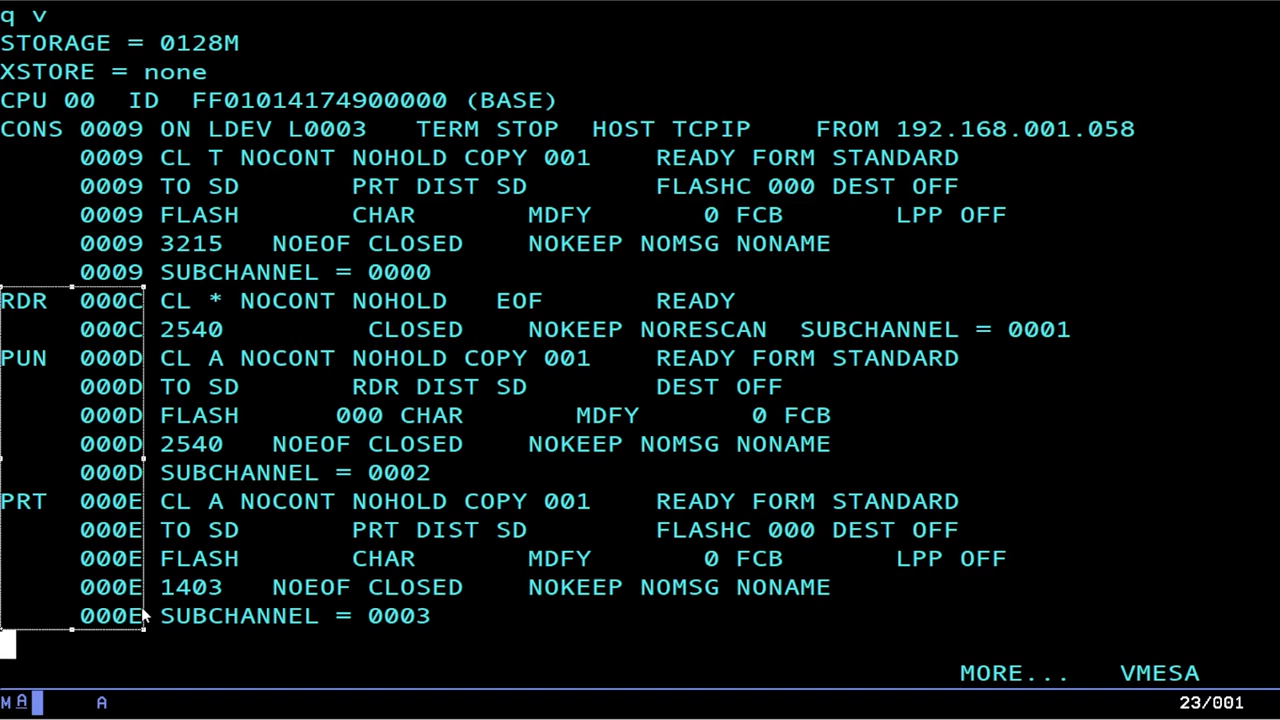 q v
STORAGE = 0128M
XSTORE = none
CPU 00  ID  FF01014174900000 (BASE)
CONS 0009 ON LDEV L0003   TERM STOP  HOST TCPIP    FROM 192.168.001.058
     0009 CL T NOCONT NOHOLD COPY 001    READY FORM STANDARD
     0009 TO SD       PRT DIST SD        FLASHC 000 DEST OFF
     0009 FLASH       CHAR       MDFY       0 FCB       LPP OFF
     0009 3215   NOEOF CLOSED    NOKEEP NOMSG NONAME
     0009 SUBCHANNEL = 0000
RDR  000C CL * NOCONT NOHOLD   EOF       READY
     000C 2540         CLOSED    NOKEEP NORESCAN  SUBCHANNEL = 0001
PUN  000D CL A NOCONT NOHOLD COPY 001    READY FORM STANDARD
     000D TO SD       RDR DIST SD        DEST OFF
     000D FLASH      000 CHAR       MDFY       0 FCB
     000D 2540   NOEOF CLOSED    NOKEEP NOMSG NONAME
     000D SUBCHANNEL = 0002
PRT  000E CL A NOCONT NOHOLD COPY 001    READY FORM STANDARD
     000E TO SD       PRT DIST SD        FLASHC 000 DEST OFF
     000E FLASH       CHAR       MDFY       0 FCB       LPP OFF
     000E 1403   NOEOF CLOSED    NOKEEP NOMSG NONAME
     000E SUBCHANNEL = 0003
MORE...   VMESA
M A    A    23/001